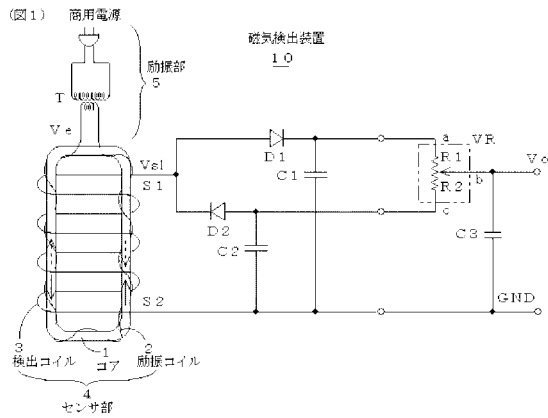 (図1)
商用電源
T
Ve
励振部
5
磁気検出装置
10
Vs1
S1
D1
C1
D2
C2
a
VR
R1
b
R2
c
Vo
C3
GND
S2
3
検出コイル
1
コア
2
励振コイル
4
センサ部